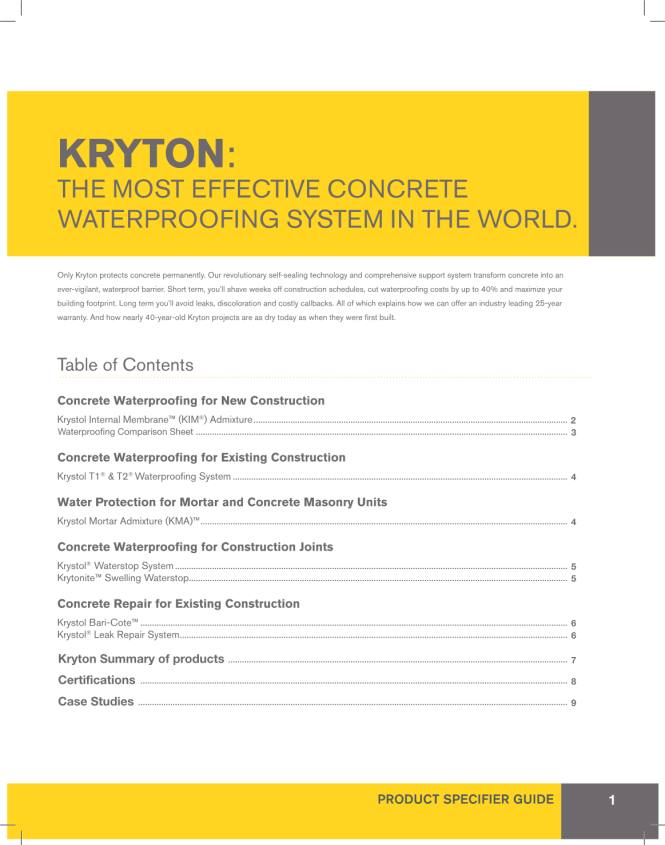 KRYTON:
THE MOST EFFECTIVE CONCRETE
WATERPROOFING SYSTEM IN THE WORLD.
Only Kryton protects concrete permanently. Our revolutionary self-sealing technology and comprehensive support system transform concrete into an
ever-vigilant, waterproof barrier. Short term, you'll shave weeks off construction schedules, cut waterproofing costs by up to 40% and maximize your
building footprint. Long term you'll avoid leaks, discoloration and costly callbacks. All of which explains how we can offer an industry leading 25-year
warranty. And how nearly 40-year-old Kryton projects are as dry today as when they were first built.
Table of Contents
Concrete Waterproofing for New Construction
Krystol Internal Membrane™ (KIM®) Admixture 2
Waterproofing Comparison Sheet 3
Concrete Waterproofing for Existing Construction
Krystol T1® & T2® Waterproofing System 4
Water Protection for Mortar and Concrete Masonry Units
Krystol Mortar Admixture (KMA)™ 4
Concrete Waterproofing for Construction Joints
Krystol® Waterstop System 5
Krytonite™ Swelling Waterstop 5
Concrete Repair for Existing Construction
Krystol Bari-Cote™ 6
Krystol® Leak Repair System 6
Kryton Summary of products 7
Certifications 8
Case Studies 9
PRODUCT SPECIFIER GUIDE 1